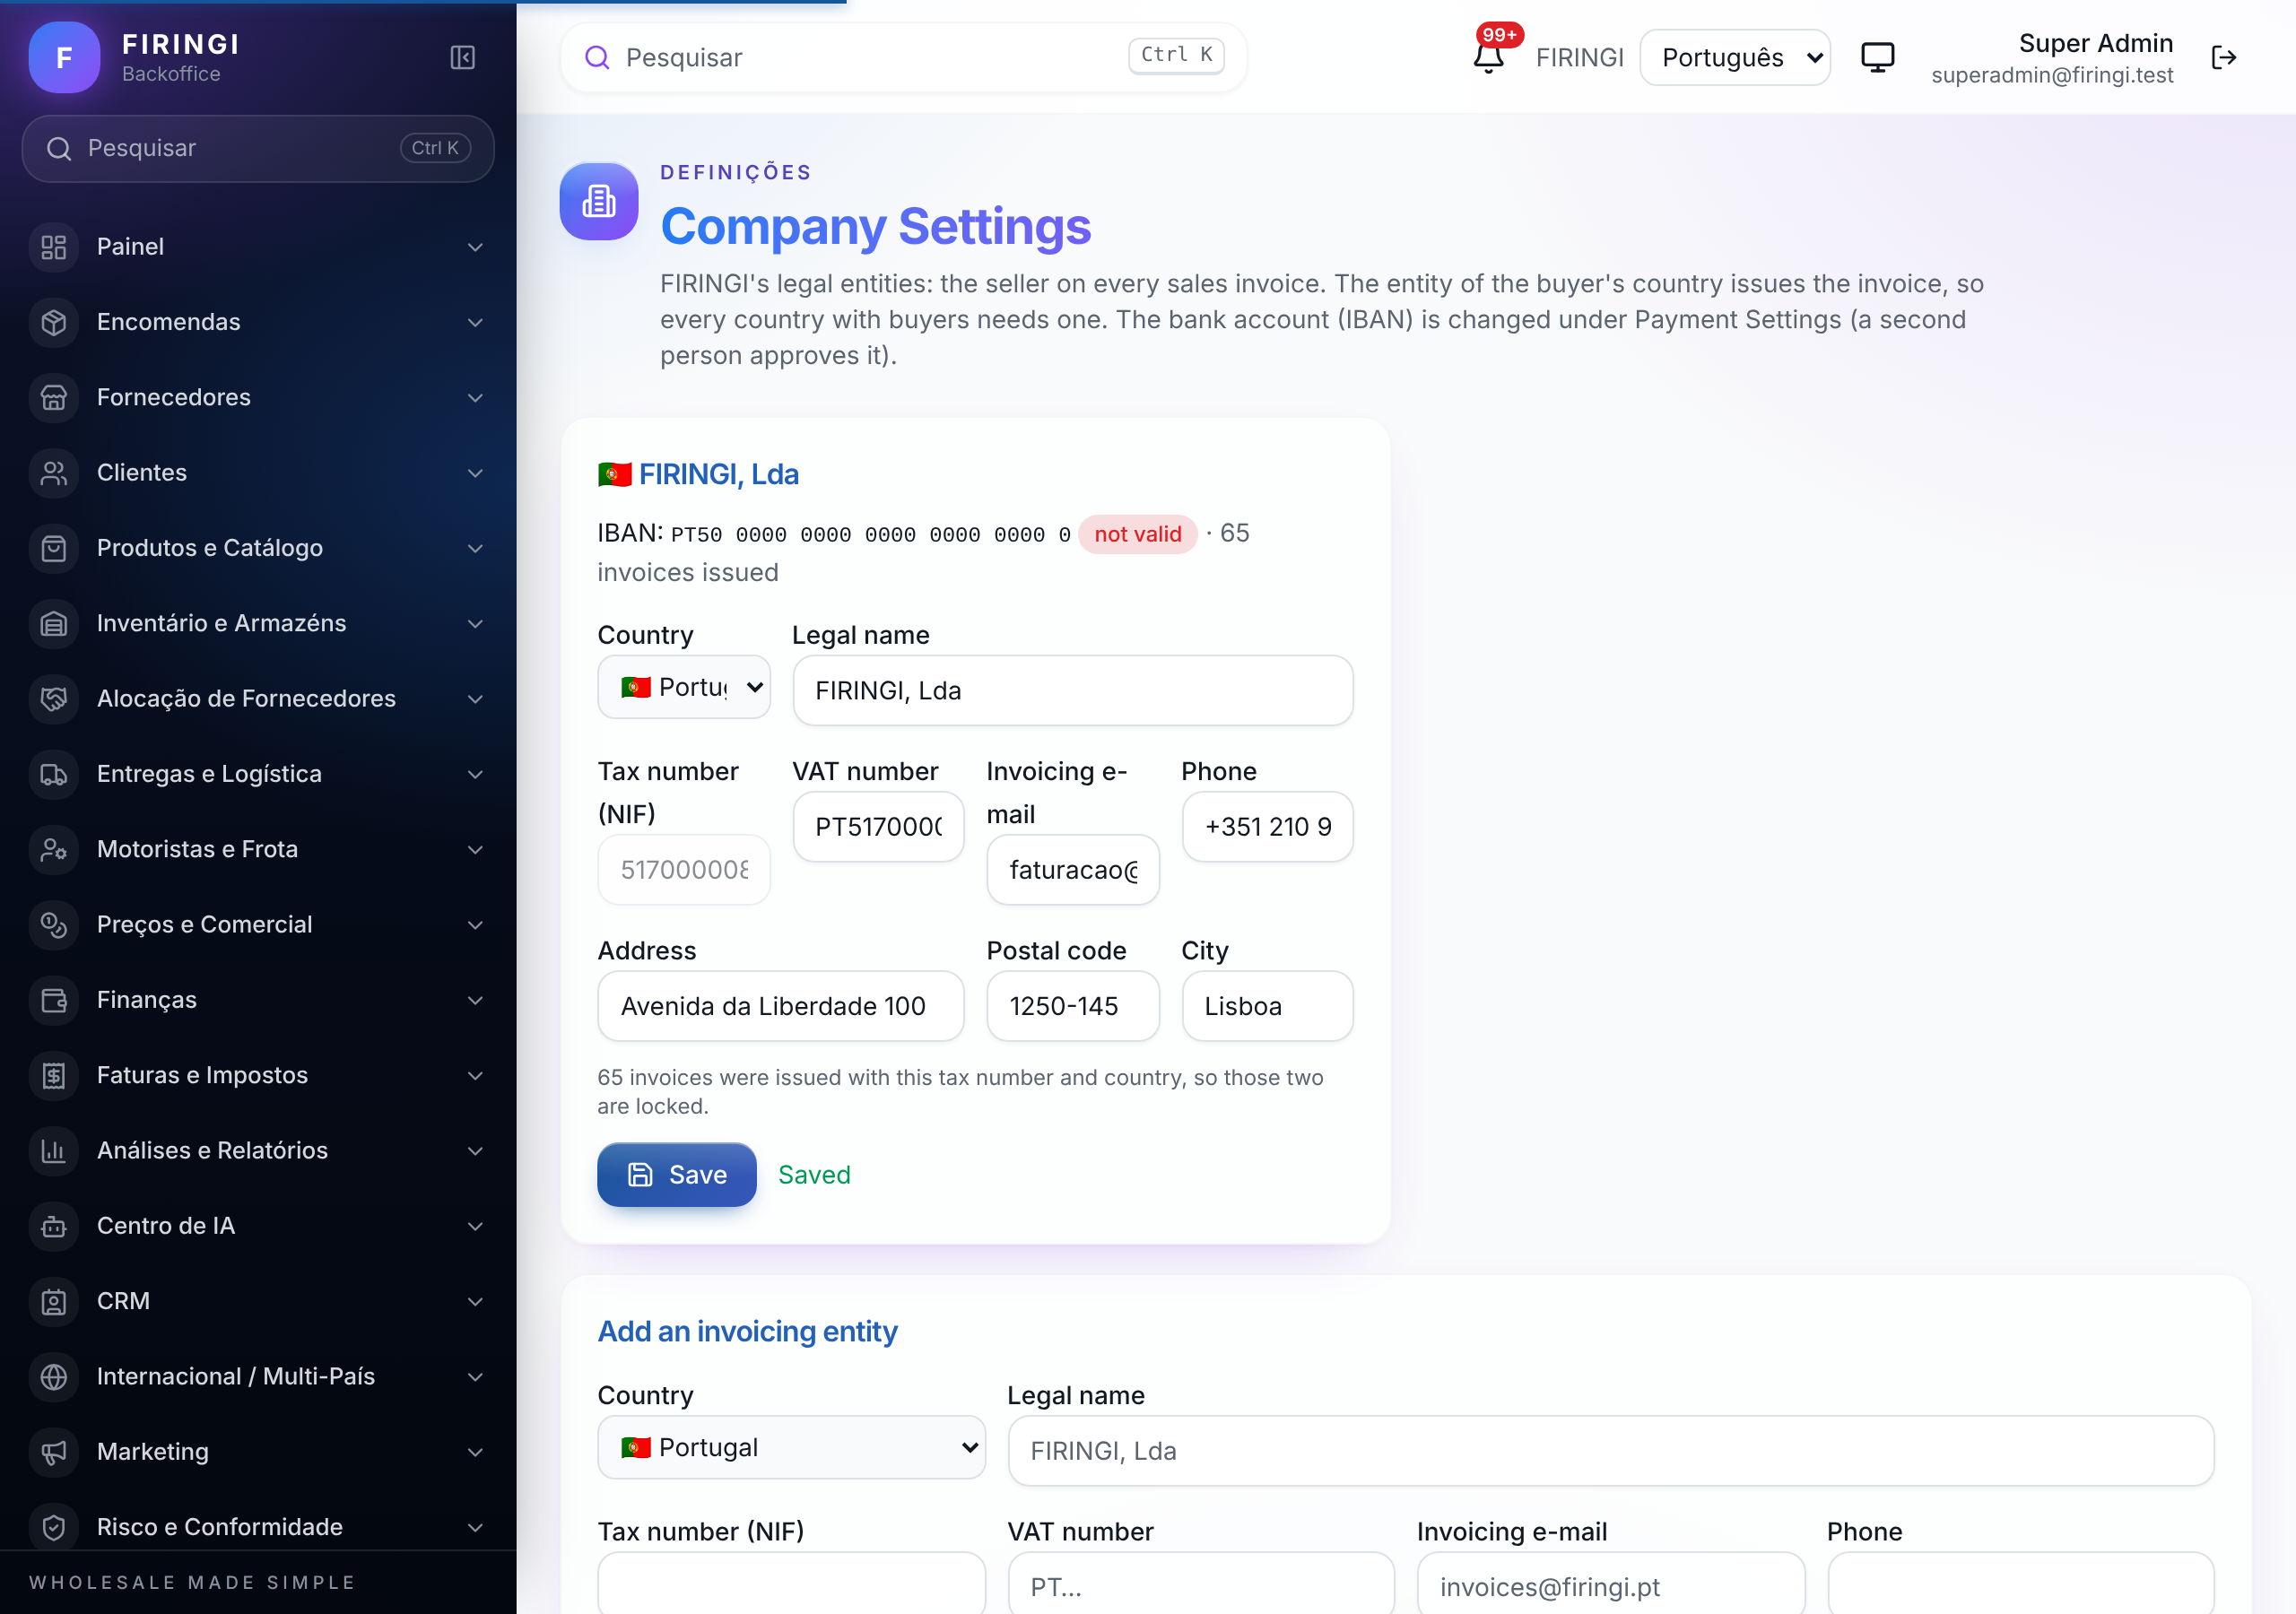 F
FIRINGI
Backoffice
Pesquisar
Ctrl K
Painel
Encomendas
Fornecedores
Clientes
Produtos e Catálogo
Inventário e Armazéns
Alocação de Fornecedores
Entregas e Logística
Motoristas e Frota
Preços e Comercial
Finanças
Faturas e Impostos
Análises e Relatórios
Centro de IA
CRM
Internacional / Multi-País
Marketing
Risco e Conformidade
WHOLESALE MADE SIMPLE
Pesquisar
Ctrl K
99+
FIRINGI
Português
Super Admin
superadmin@firingi.test
DEFINIÇÕES
Company Settings
FIRINGI's legal entities: the seller on every sales invoice. The entity of the buyer's country issues the invoice, so
every country with buyers needs one. The bank account (IBAN) is changed under Payment Settings (a second
person approves it).
FIRINGI, Lda
IBAN: PT50 0000 0000 0000 0000 0000 0 not valid · 65
invoices issued
Country
Legal name
FIRINGI, Lda
Tax number
(NIF)
VAT number
Invoicing e-
mail
Phone
517000008
+351 210 9
faturacao@
Address
Postal code
City
Avenida da Liberdade 100
1250-145
Lisboa
65 invoices were issued with this tax number and country, so those two
are locked.
Save
Saved
Add an invoicing entity
Country
Legal name
Portugal
FIRINGI, Lda
Tax number (NIF)
VAT number
Invoicing e-mail
Phone
PT...
invoices@firingi.pt